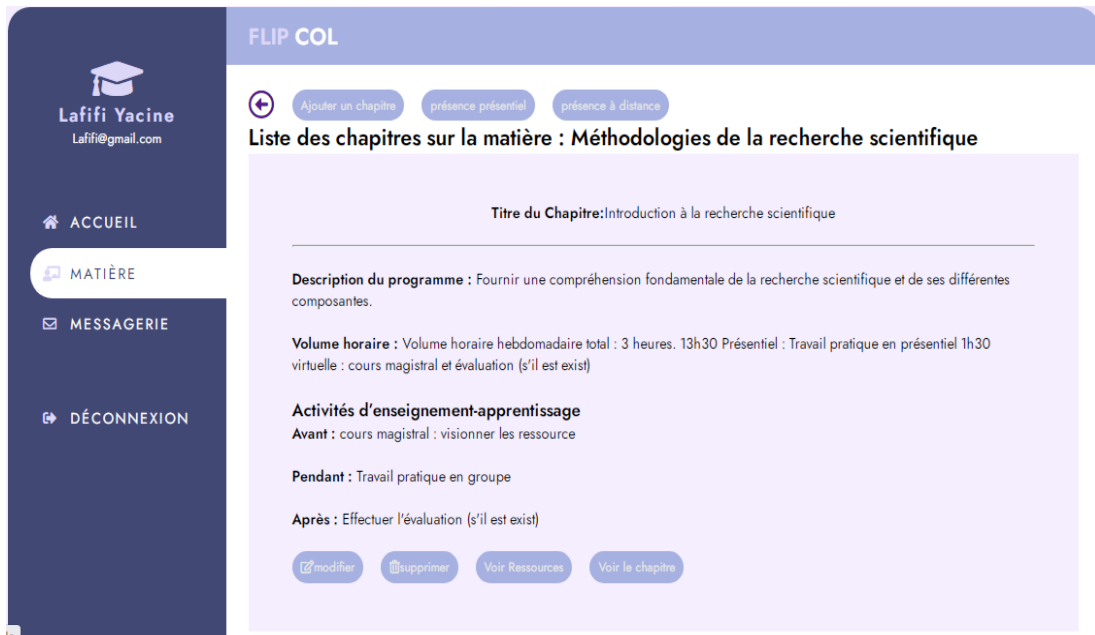 FLIP COL
Lafifi Yacine
Lafifi@gmail.com
ACCUEIL
MATIÈRE
MESSAGERIE
DÉCONNEXION
Ajouter un chapitre présence présentiel présence à distance
Liste des chapitres sur la matière : Méthodologies de la recherche scientifique
Titre du Chapitre:Introduction à la recherche scientifique
Description du programme : Fournir une compréhension fondamentale de la recherche scientifique et de ses différentes
composantes.
Volume horaire : Volume horaire hebdomadaire total : 3 heures. 13h30 Présentiel : Travail pratique en présentiel 1h30
virtuelle : cours magistral et évaluation (s'il est exist)
Activités d'enseignement-apprentissage
Avant : cours magistral : visionner les ressource
Pendant : Travail pratique en groupe
Après : Effectuer l'évaluation (s'il est exist)
modifier supprimer Voir Ressources Voir le chapitre